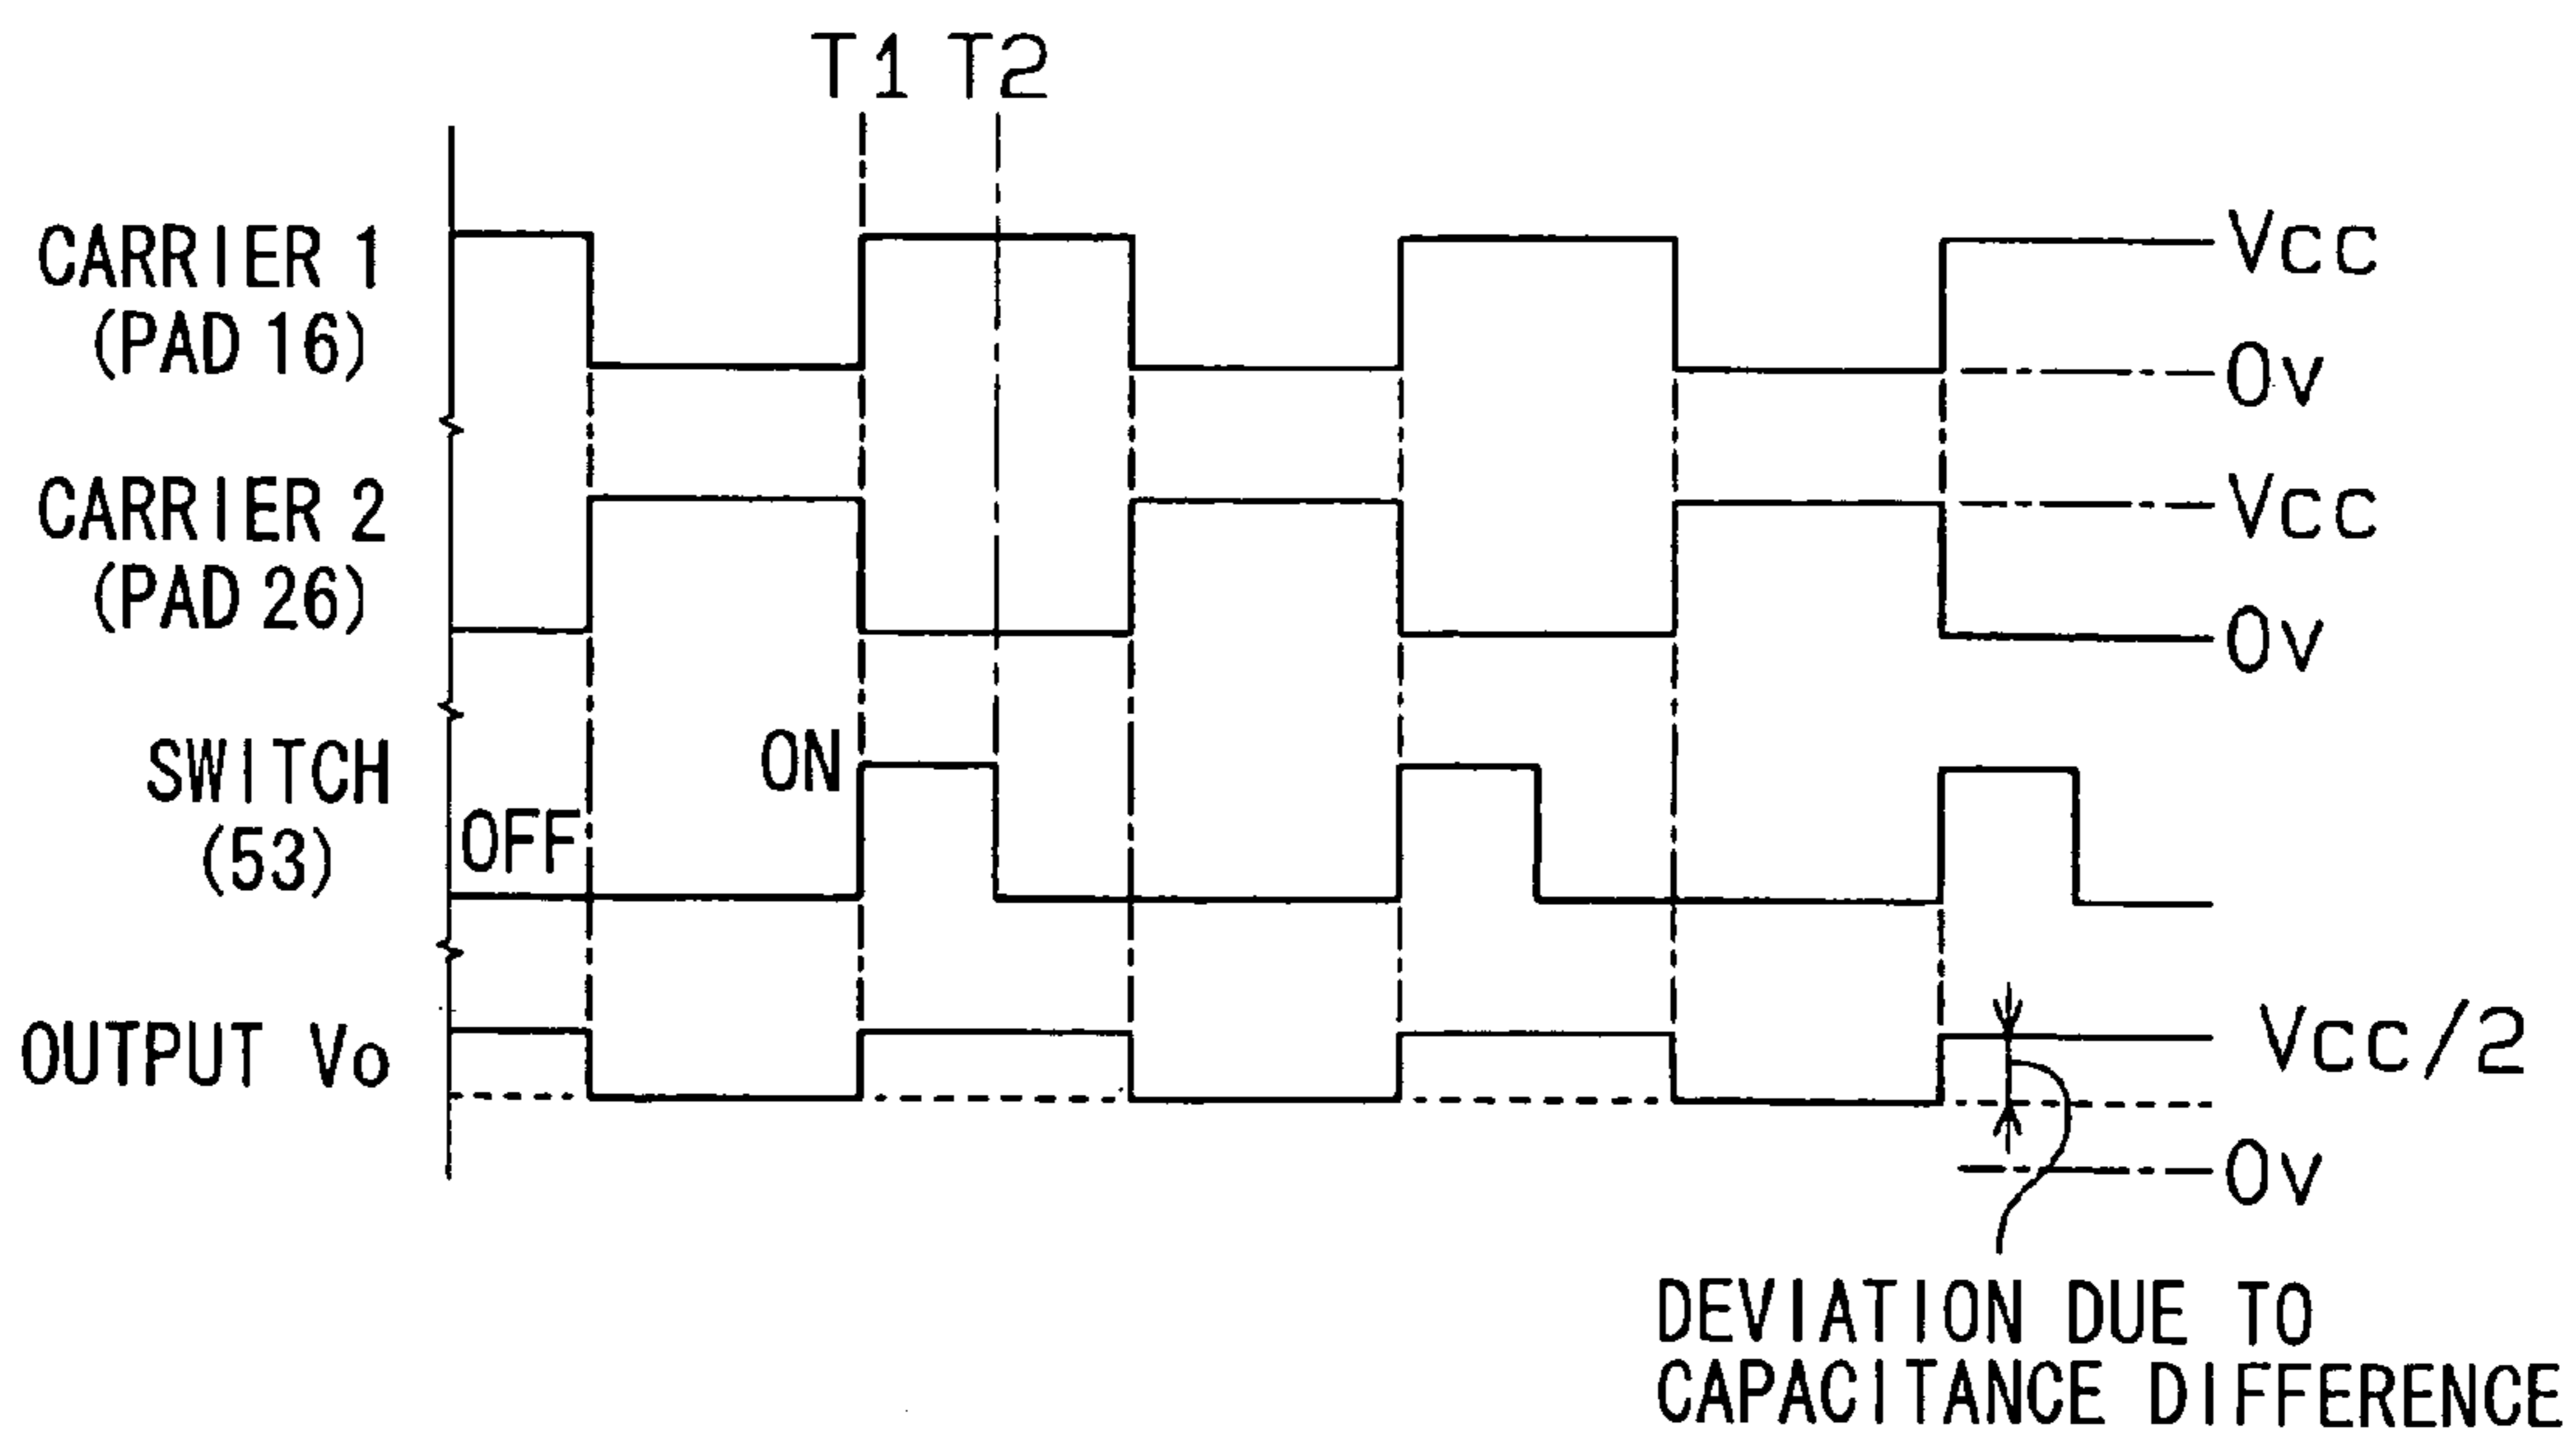 T1 T2
CARRIER 1
(PAD 16)
Vcc
0v
CARRIER 2
(PAD 26)
Vcc
0v
SWITCH
(53)
OFF
ON
OUTPUT Vo
Vcc/2
0v
DEVIATION DUE TO
CAPACITANCE DIFFERENCE